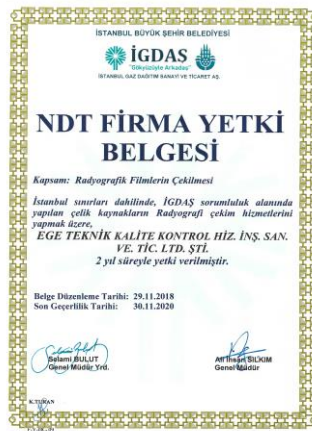 İSTANBUL BÜYÜK ŞEHİR BELEDİYESİ
İGDAŞ
"Gökyüzüyle Arkadaş"
İSTANBUL GAZ DAĞITIM SANAYİ VE TİCARET AŞ.
NDT FİRMA YETKİ
BELGESİ
Kapsam: Radyografik Filmlerin Çekilmesi
İstanbul sınırları dahilinde, İGDAŞ sorumluluk alanında
yapılan çelik kaynakların Radyografi çekim hizmetlerini
yapmak üzere,
EGE TEKNİK KALİTE KONTROL HİZ. İNŞ. SAN.
VE. TİC. LTD. ŞTİ.
2 yıl süreyle yetki verilmiştir.
Belge Düzenleme Tarihi: 29.11.2018
Son Geçerlilik Tarihi: 30.11.2020
Selami BULUT
Genel Müdür Yrd.
Ali İhsan SİLKIM
Genel Müdür
K.TURAN